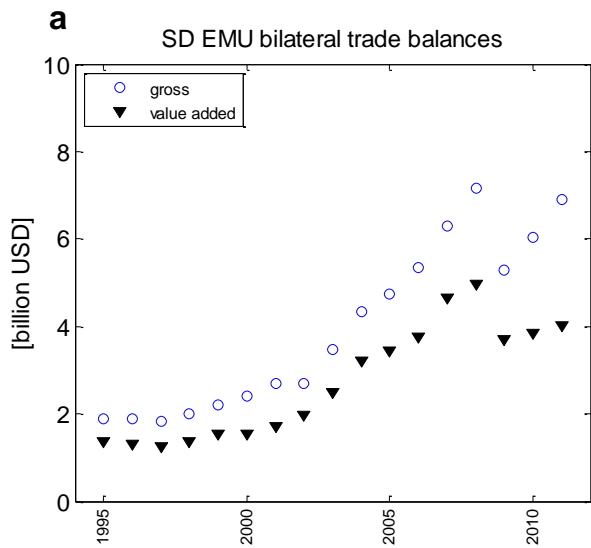 a
SD EMU bilateral trade balances
10
gross
value added
8
6
4
2
0
[billion USD]
1995
2000
2005
2010